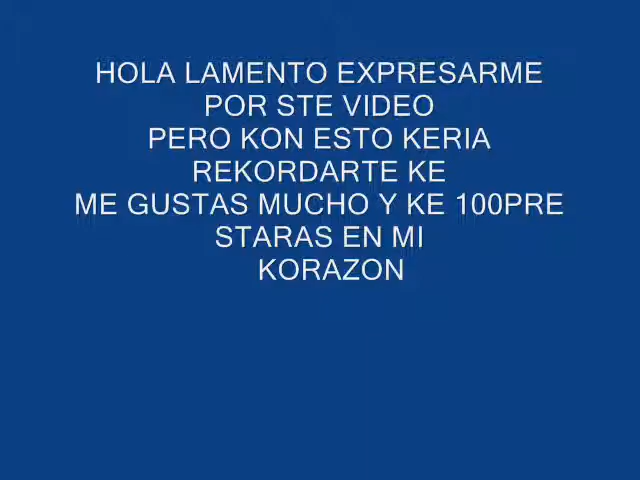 HOLA LAMENTO EXPRESARME
POR STE VIDEO
PERO KON ESTO KERIA
REKORDARTE KE
ME GUSTAS MUCHO Y KE 100PRE
STARAS EN MI
KORAZON